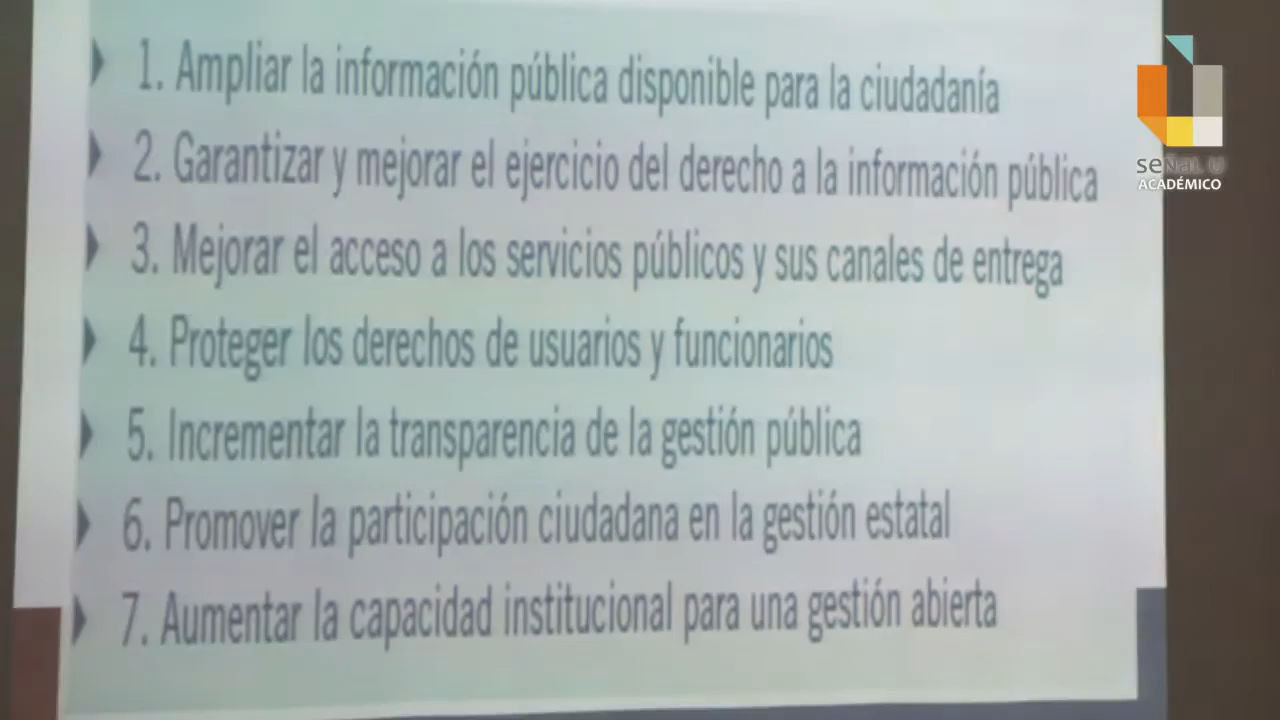 1. Ampliar la información pública disponible para la ciudadanía
2. Garantizar y mejorar el ejercicio del derecho a la información pública
3. Mejorar el acceso a los servicios públicos y sus canales de entrega
4. Proteger los derechos de usuarios y funcionarios
5. Incrementar la transparencia de la gestión pública
6. Promover la participación ciudadana en la gestión estatal
7. Aumentar la capacidad institucional para una gestión abierta
señal u
ACADÉMICO